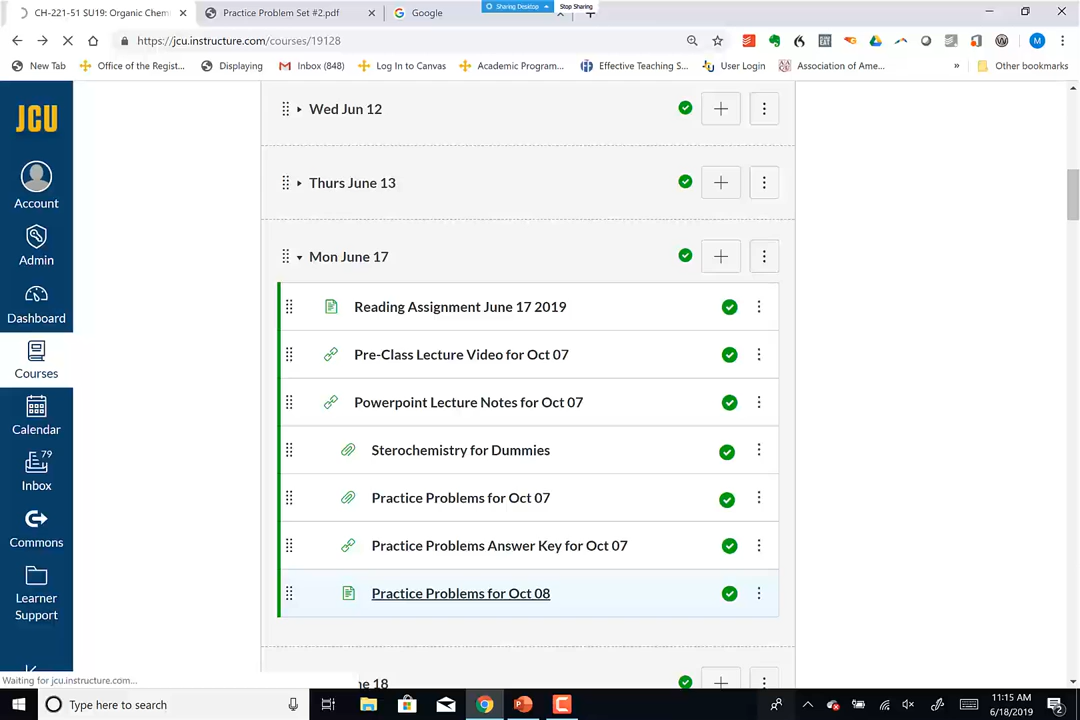 CH-221-51 SU19: Organic Chem
Practice Problem Set #2.pdf
Google
Sharing Desktop
Stop Sharing
https://jcu.instructure.com/courses/19128
New Tab
Office of the Regist...
Displaying
Inbox (848)
Log In to Canvas
Academic Program...
Effective Teaching S...
User Login
Association of Ame...
»
Other bookmarks
M
JCU
Account
Admin
Dashboard
Courses
Calendar
79
Inbox
Commons
Learner
Support
Wed Jun 12
Thurs June 13
Mon June 17
Reading Assignment June 17 2019
Pre-Class Lecture Video for Oct 07
Powerpoint Lecture Notes for Oct 07
Sterochemistry for Dummies
Practice Problems for Oct 07
Practice Problems Answer Key for Oct 07
Practice Problems for Oct 08
ne 18
Waiting for jcu.instructure.com...
Type here to search
11:15 AM
6/18/2019
2